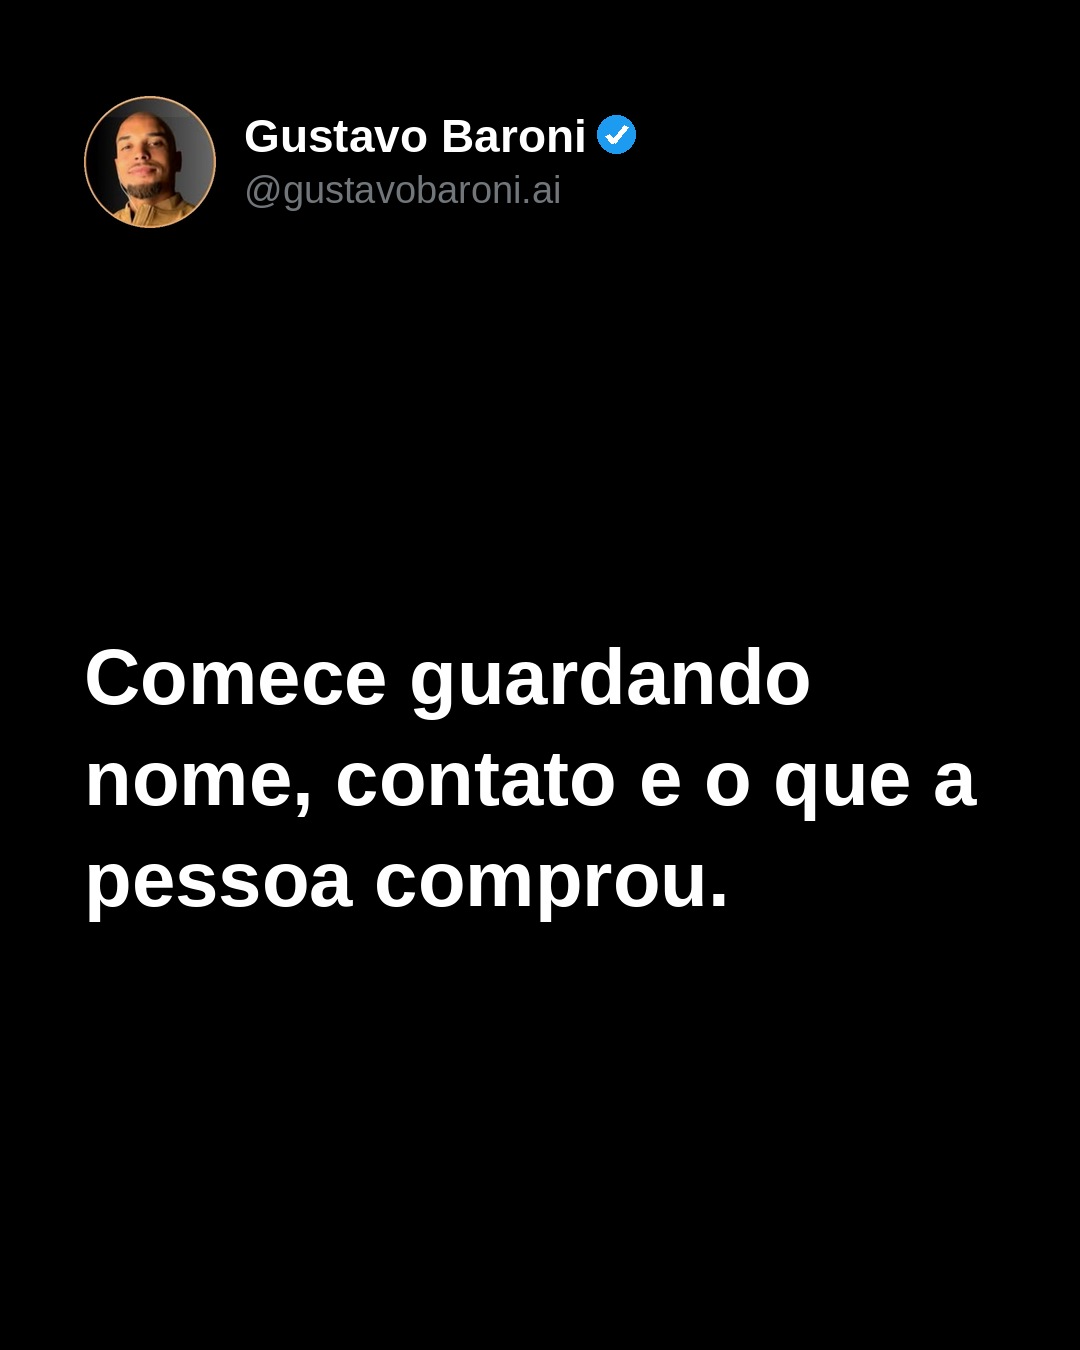 Gustavo Baroni
@gustavobaroni.ai
Comece guardando
nome, contato e o que a
pessoa comprou.